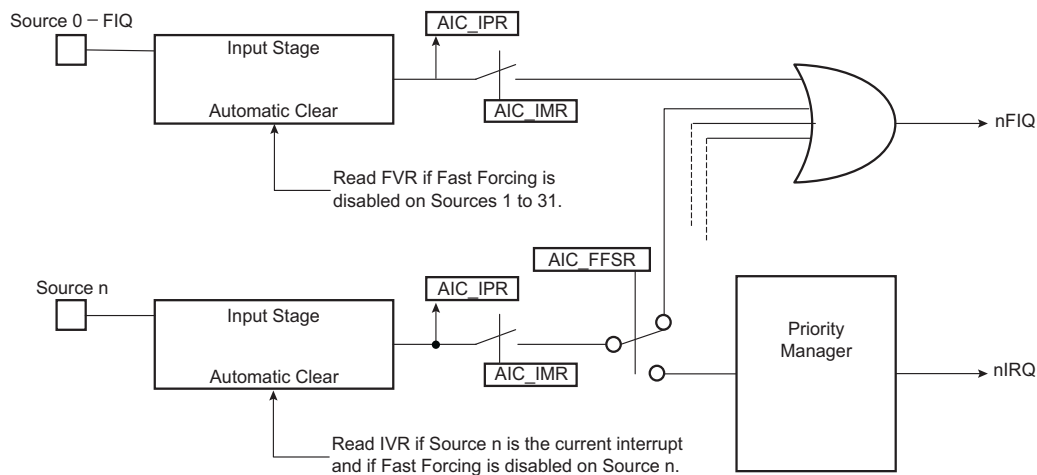 Source 0 – FIQ
AIC_IPR
Input Stage
Automatic Clear
AIC_IMR
nFIQ
Read FVR if Fast Forcing is
disabled on Sources 1 to 31.
AIC_FFSR
Source n
AIC_IPR
Input Stage
Priority
Manager
Automatic Clear
AIC_IMR
nIRQ
Read IVR if Source n is the current interrupt
and if Fast Forcing is disabled on Source n.